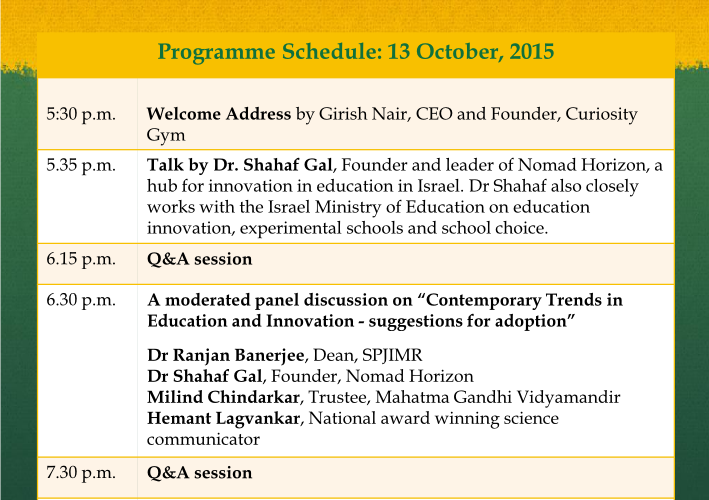 Programme Schedule: 13 October, 2015
5:30 p.m.
Welcome Address by Girish Nair, CEO and Founder, Curiosity
Gym
5.35 p.m.
Talk by Dr. Shahaf Gal, Founder and leader of Nomad Horizon, a
hub for innovation in education in Israel. Dr Shahaf also closely
works with the Israel Ministry of Education on education
innovation, experimental schools and school choice.
6.15 p.m.
Q&A session
6.30 p.m.
A moderated panel discussion on “Contemporary Trends in
Education and Innovation - suggestions for adoption”
Dr Ranjan Banerjee, Dean, SPJIMR
Dr Shahaf Gal, Founder, Nomad Horizon
Milind Chindarkar, Trustee, Mahatma Gandhi Vidyamandir
Hemant Lagvankar, National award winning science
communicator
7.30 p.m.
Q&A session